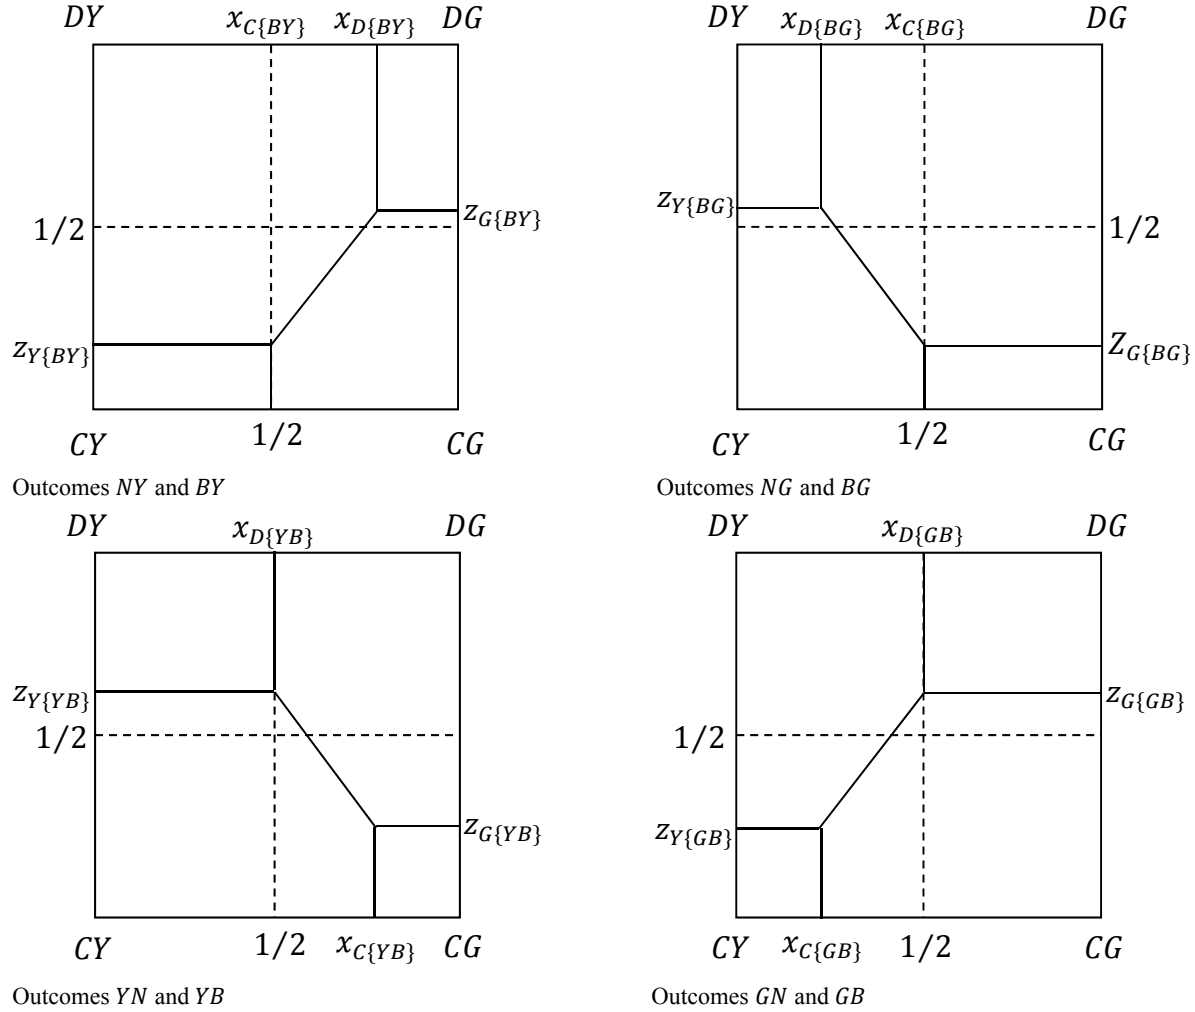 DY x_{C{BY}} x_{D{BY}} DG
1/2
z_{G{BY}}
z_{Y{BY}}
CY 1/2 CG
Outcomes NY and BY
DY x_{D{BG}} x_{C{BG}} DG
z_{Y{BG}}
1/2
Z_{G{BG}}
CY 1/2 CG
Outcomes NG and BG
DY x_{D{YB}} DG
z_{Y{YB}}
1/2
z_{G{YB}}
CY 1/2 x_{C{YB}} CG
Outcomes YN and YB
DY x_{D{GB}} DG
z_{G{GB}}
1/2
z_{Y{GB}}
CY x_{C{GB}} 1/2 CG
Outcomes GN and GB